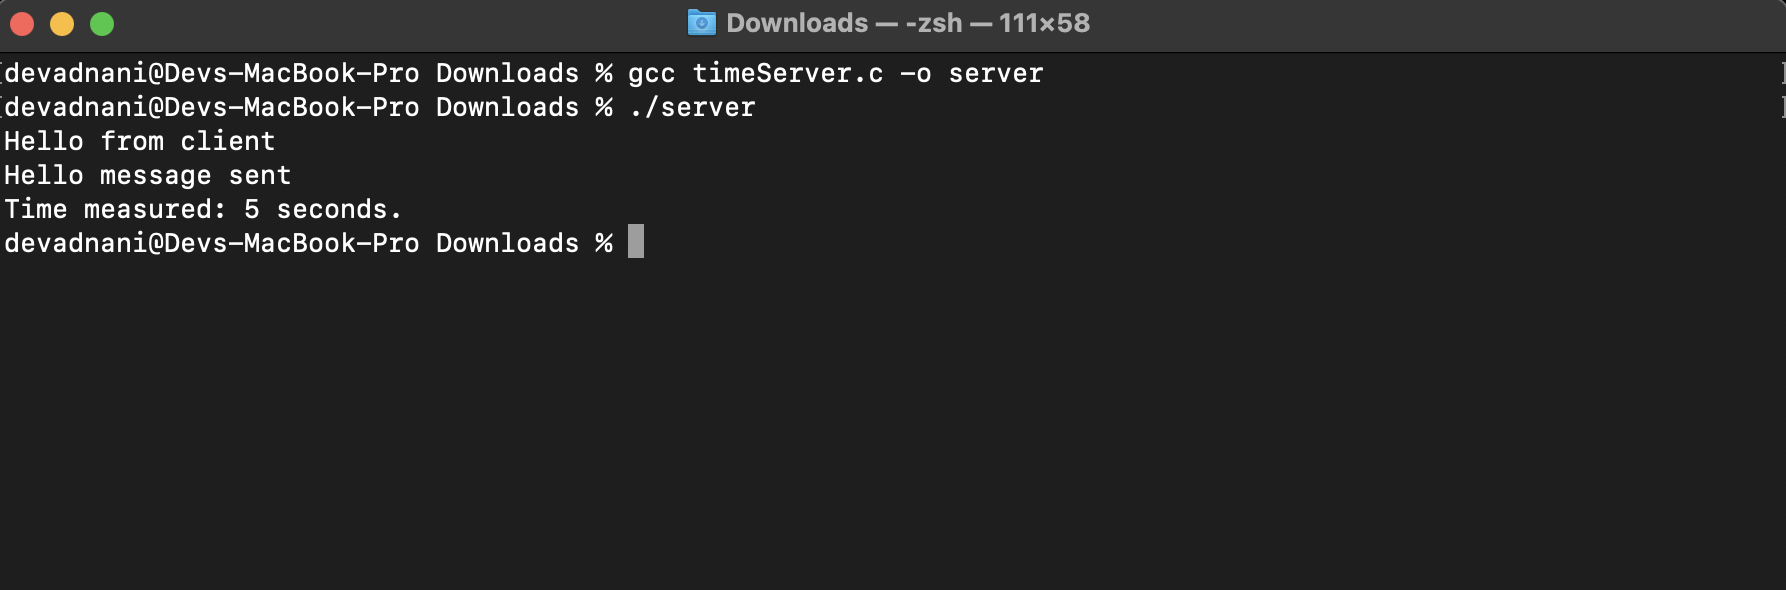 Downloads — -zsh — 111×58
devadnani@Devs-MacBook-Pro Downloads % gcc timeServer.c -o server
devadnani@Devs-MacBook-Pro Downloads % ./server
Hello from client
Hello message sent
Time measured: 5 seconds.
devadnani@Devs-MacBook-Pro Downloads %